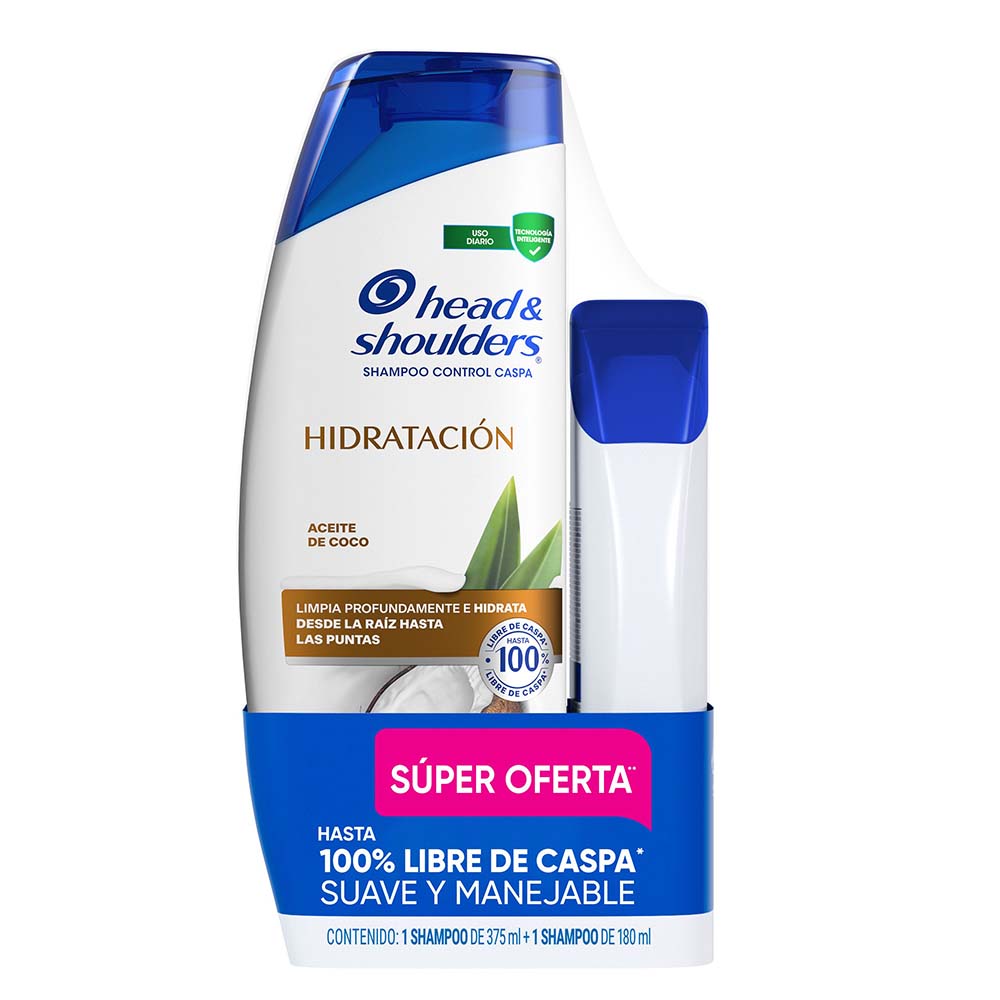 USO
DIARIO
TECNOLOGÍA
INTELIGENTE
head &
shoulders®
SHAMPOO CONTROL CASPA
HIDRATACIÓN
ACEITE
DE COCO
LIMPIA PROFUNDAMENTE E HIDRATA
DESDE LA RAÍZ HASTA
LAS PUNTAS
LIBRE DE CASPA*
HASTA
100%
LIBRE DE CASPA*
SÚPER OFERTA**
HASTA
100% LIBRE DE CASPA*
SUAVE Y MANEJABLE
CONTENIDO: 1 SHAMPOO DE 375 ml + 1 SHAMPOO DE 180 ml